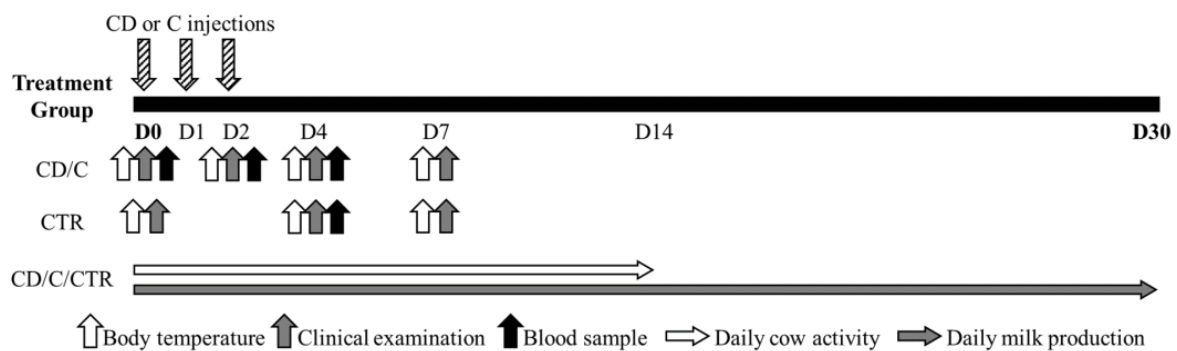 CD or C injections
Treatment
Group
D0 D1 D2 D4 D7 D14 D30
CD/C
CTR
CD/C/CTR
Body temperature Clinical examination Blood sample Daily cow activity Daily milk production